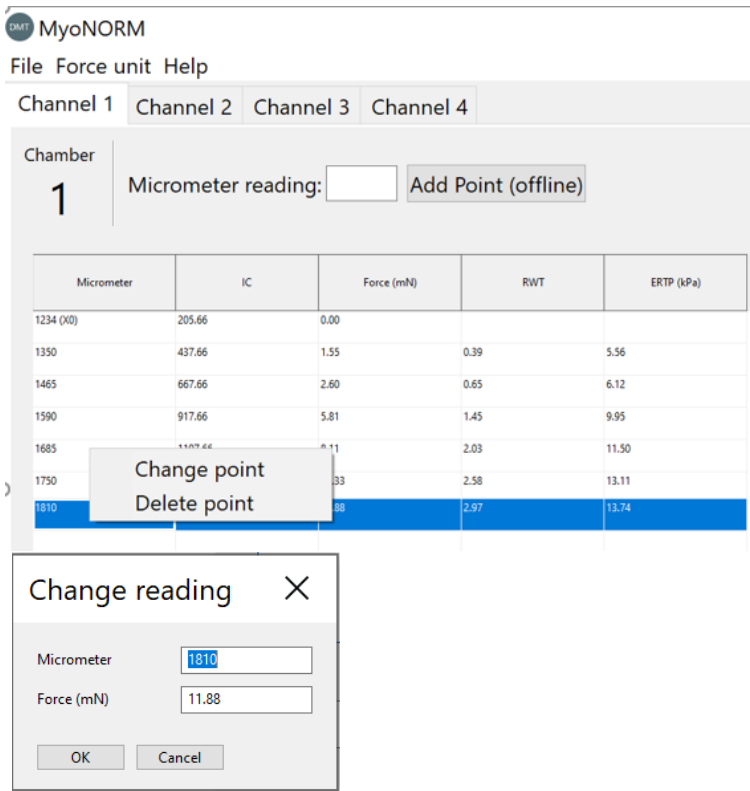 DMT MyoNORM
File Force unit Help
Channel 1 Channel 2 Channel 3 Channel 4
Chamber
1
Micrometer reading: Add Point (offline)
Micrometer IC Force (mN) RWT ERTP (kPa)
1234 (X0) 205.66 0.00
1350 437.66 1.55 0.39 5.56
1465 667.66 2.60 0.65 6.12
1590 917.66 5.81 1.45 9.95
1685 2.03 11.50
Change point
1750 .33 2.58 13.11
Delete point
1810 .88 2.97 13.74
Change reading
Micrometer 1810
Force (mN) 11.88
OK Cancel